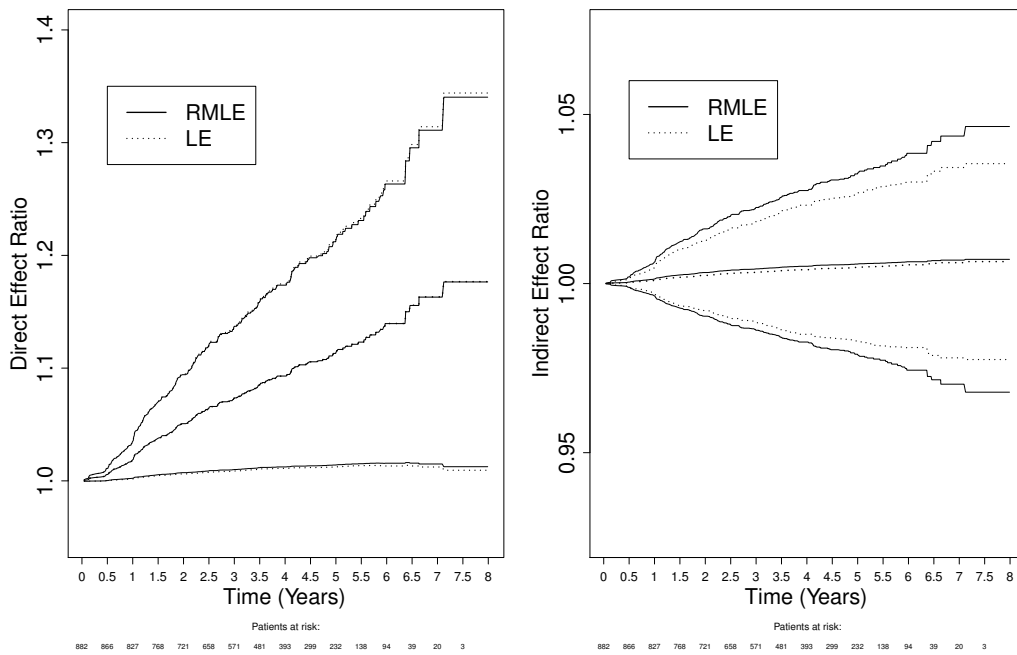 1.4
1.3
1.2
1.1
1.0
Direct Effect Ratio
RMLE
LE
0 0.5 1 1.5 2 2.5 3 3.5 4 4.5 5 5.5 6 6.5 7 7.5 8
Time (Years)
Patients at risk:
882 866 827 768 721 658 571 481 393 299 232 138 94 39 20 3
1.05
1.00
0.95
Indirect Effect Ratio
RMLE
LE
0 0.5 1 1.5 2 2.5 3 3.5 4 4.5 5 5.5 6 6.5 7 7.5 8
Time (Years)
Patients at risk:
882 866 827 768 721 658 571 481 393 299 232 138 94 39 20 3